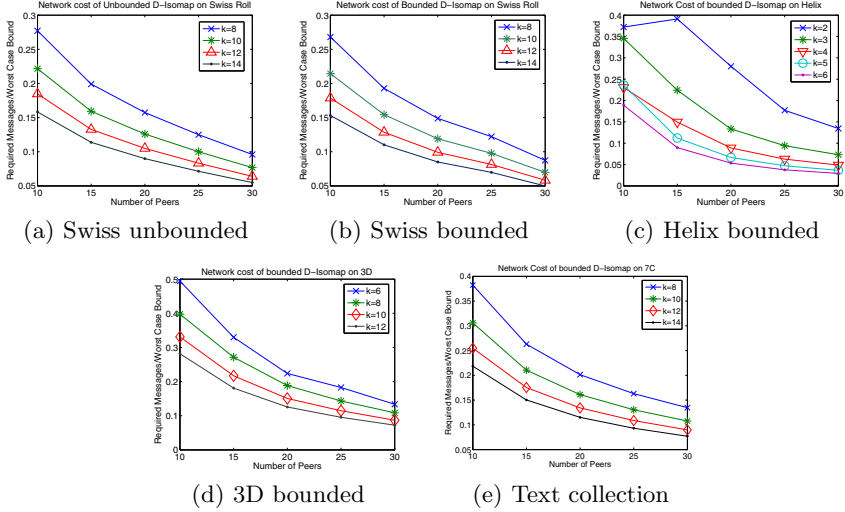 Network cost of Unbounded D-Isomap on Swiss Roll
Required Messages/Worst Case Bound
0.3
0.25
0.2
0.15
0.1
0.05
10 15 20 25 30
Number of Peers
k=8
k=10
k=12
k=14
(a) Swiss unbounded
Network cost of Bounded D-Isomap on Swiss Roll
Required Messages/Worst Case Bound
0.3
0.25
0.2
0.15
0.1
0.05
10 15 20 25 30
Number of Peers
k=8
k=10
k=12
k=14
(b) Swiss bounded
Network cost of bounded D-Isomap on Helix
Required Messages/Worst Case Bound
0.4
0.35
0.3
0.25
0.2
0.15
0.1
0.05
0
10 15 20 25 30
Number of Peers
k=2
k=3
k=4
k=5
k=6
(c) Helix bounded
Network cost of bounded D-Isomap on 3D
Required Messages/Worst Case Bound
0.5
0.4
0.3
0.2
0.1
0
10 15 20 25 30
Number of Peers
k=6
k=8
k=10
k=12
(d) 3D bounded
Network Cost of bounded D-Isomap on 7C
Required Messages/Worst Case Bound
0.4
0.35
0.3
0.25
0.2
0.15
0.1
0.05
10 15 20 25 30
Number of Peers
k=8
k=10
k=12
k=14
(e) Text collection